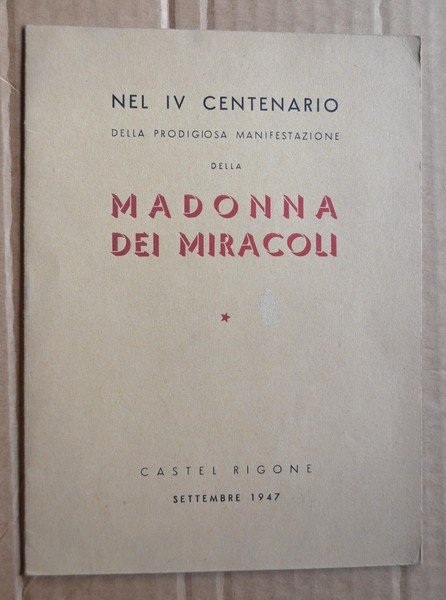 NEL IV CENTENARIO
DELLA PRODIGIOSA MANIFESTAZIONE
DELLA
MADONNA
DEI MIRACOLI
CASTEL RIGONE
SETTEMBRE 1947